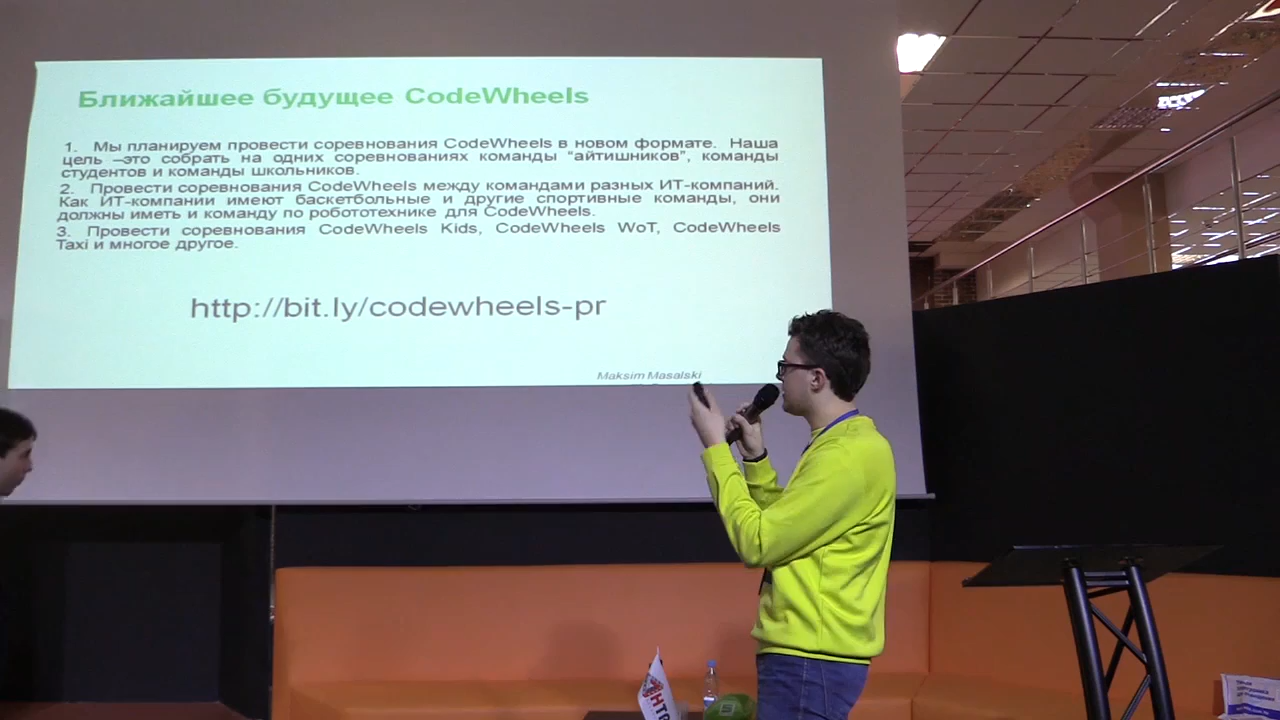 Ближайшее будущее CodeWheels
1. Мы планируем провести соревнования CodeWheels в новом формате. Наша
цель –это собрать на одних соревнованиях команды “айтишников”, команды
студентов и команды школьников.
2. Провести соревнования CodeWheels между командами разных ИТ-компаний.
Как ИТ-компании имеют баскетбольные и другие спортивные команды, они
должны иметь и команду по робототехнике для CodeWheels.
3. Провести соревнования CodeWheels Kids, CodeWheels WoT, CodeWheels
Taxi и многое другое.
http://bit.ly/codewheels-pr
Maksim Masalski